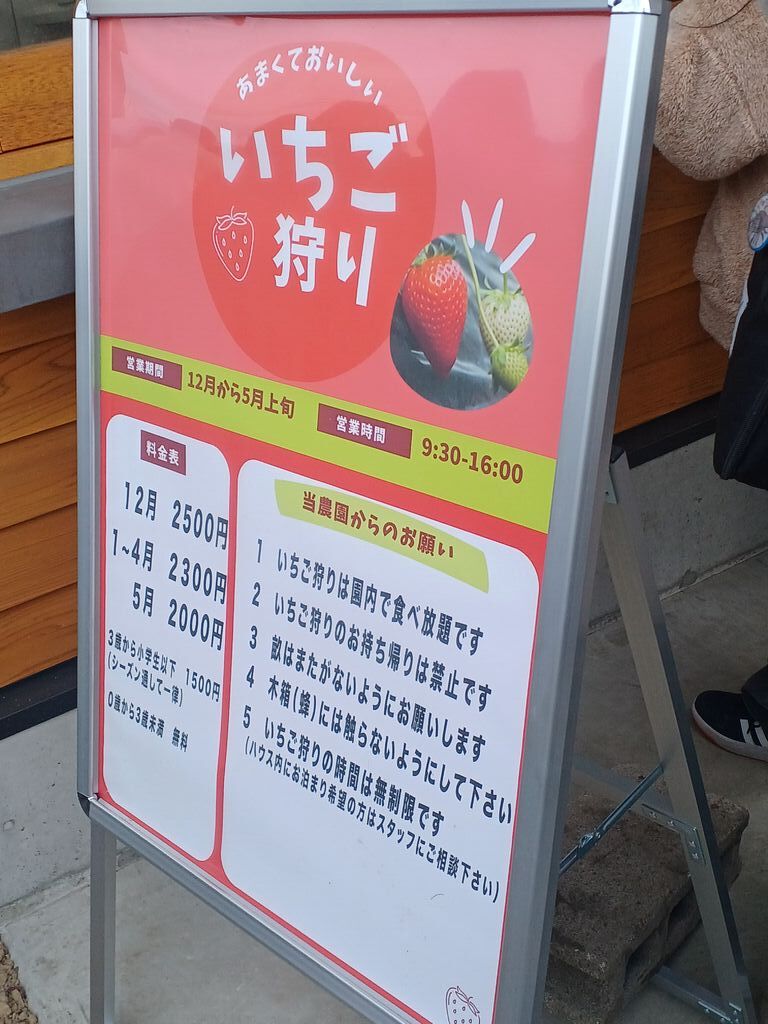 あまくておいしい
いちご
狩り
営業期間 12月から5月上旬 営業時間 9:30-16:00
料金表
12月 2500円
1~4月 2300円
5月 2000円
3歳から小学生以下 1500円
(シーズン通して一律)
0歳から3歳未満 無料
当農園からのお願い
1 いちご狩りは園内で食べ放題です
2 いちご狩りのお持ち帰りは禁止です
3 畝はまたがないようにお願いします
4 木箱(蜂)には触らないようにして下さい
5 いちご狩りの時間は無制限です
(ハウス内にお泊まり希望の方はスタッフにご相談下さい)